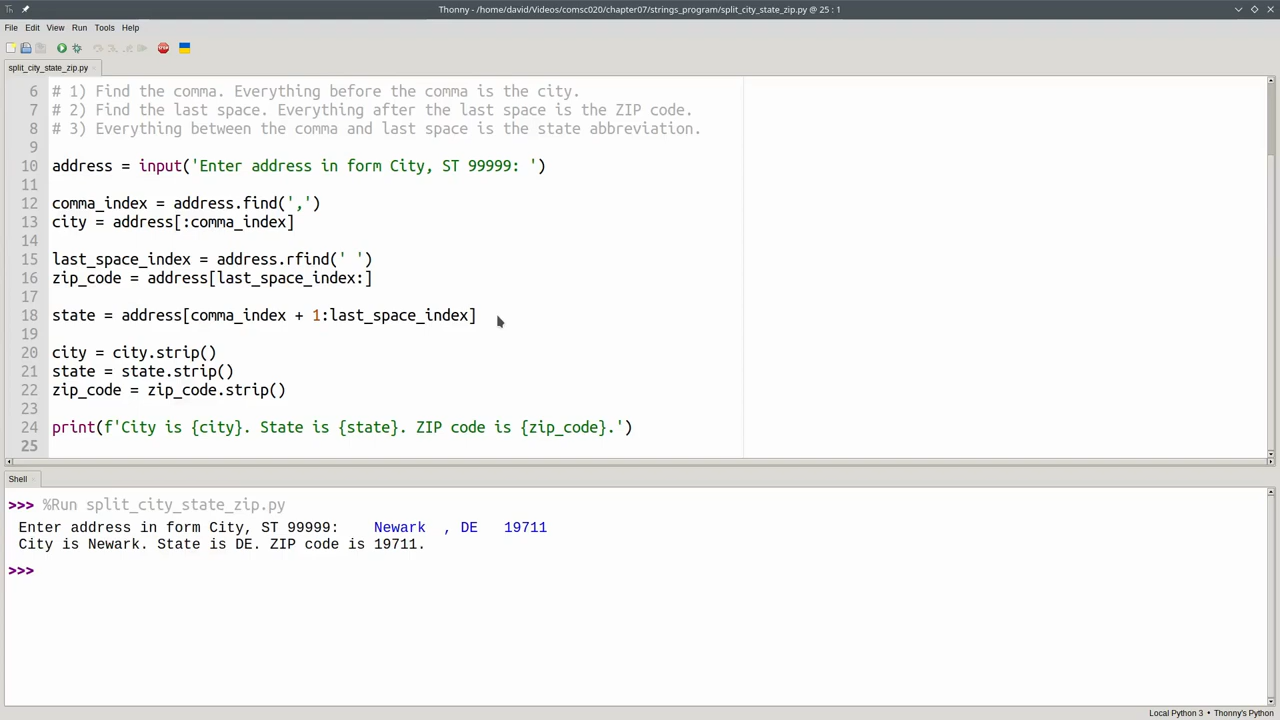 Th
Thonny - /home/david/Videos/comsc020/chapter07/strings_program/split_city_state_zip.py @ 25 : 1
File Edit View Run Tools Help
STOP
split_city_state_zip.py
6 # 1) Find the comma. Everything before the comma is the city.
7 # 2) Find the last space. Everything after the last space is the ZIP code.
8 # 3) Everything between the comma and last space is the state abbreviation.
9
10 address = input('Enter address in form City, ST 99999: ')
11
12 comma_index = address.find(',')
13 city = address[:comma_index]
14
15 last_space_index = address.rfind(' ')
16 zip_code = address[last_space_index:]
17
18 state = address[comma_index + 1:last_space_index]
19
20 city = city.strip()
21 state = state.strip()
22 zip_code = zip_code.strip()
23
24 print(f'City is {city}. State is {state}. ZIP code is {zip_code}.')
25
Shell
>>> %Run split_city_state_zip.py
Enter address in form City, ST 99999:    Newark  , DE   19711
City is Newark. State is DE. ZIP code is 19711.
>>>
Local Python 3 • Thonny's Python